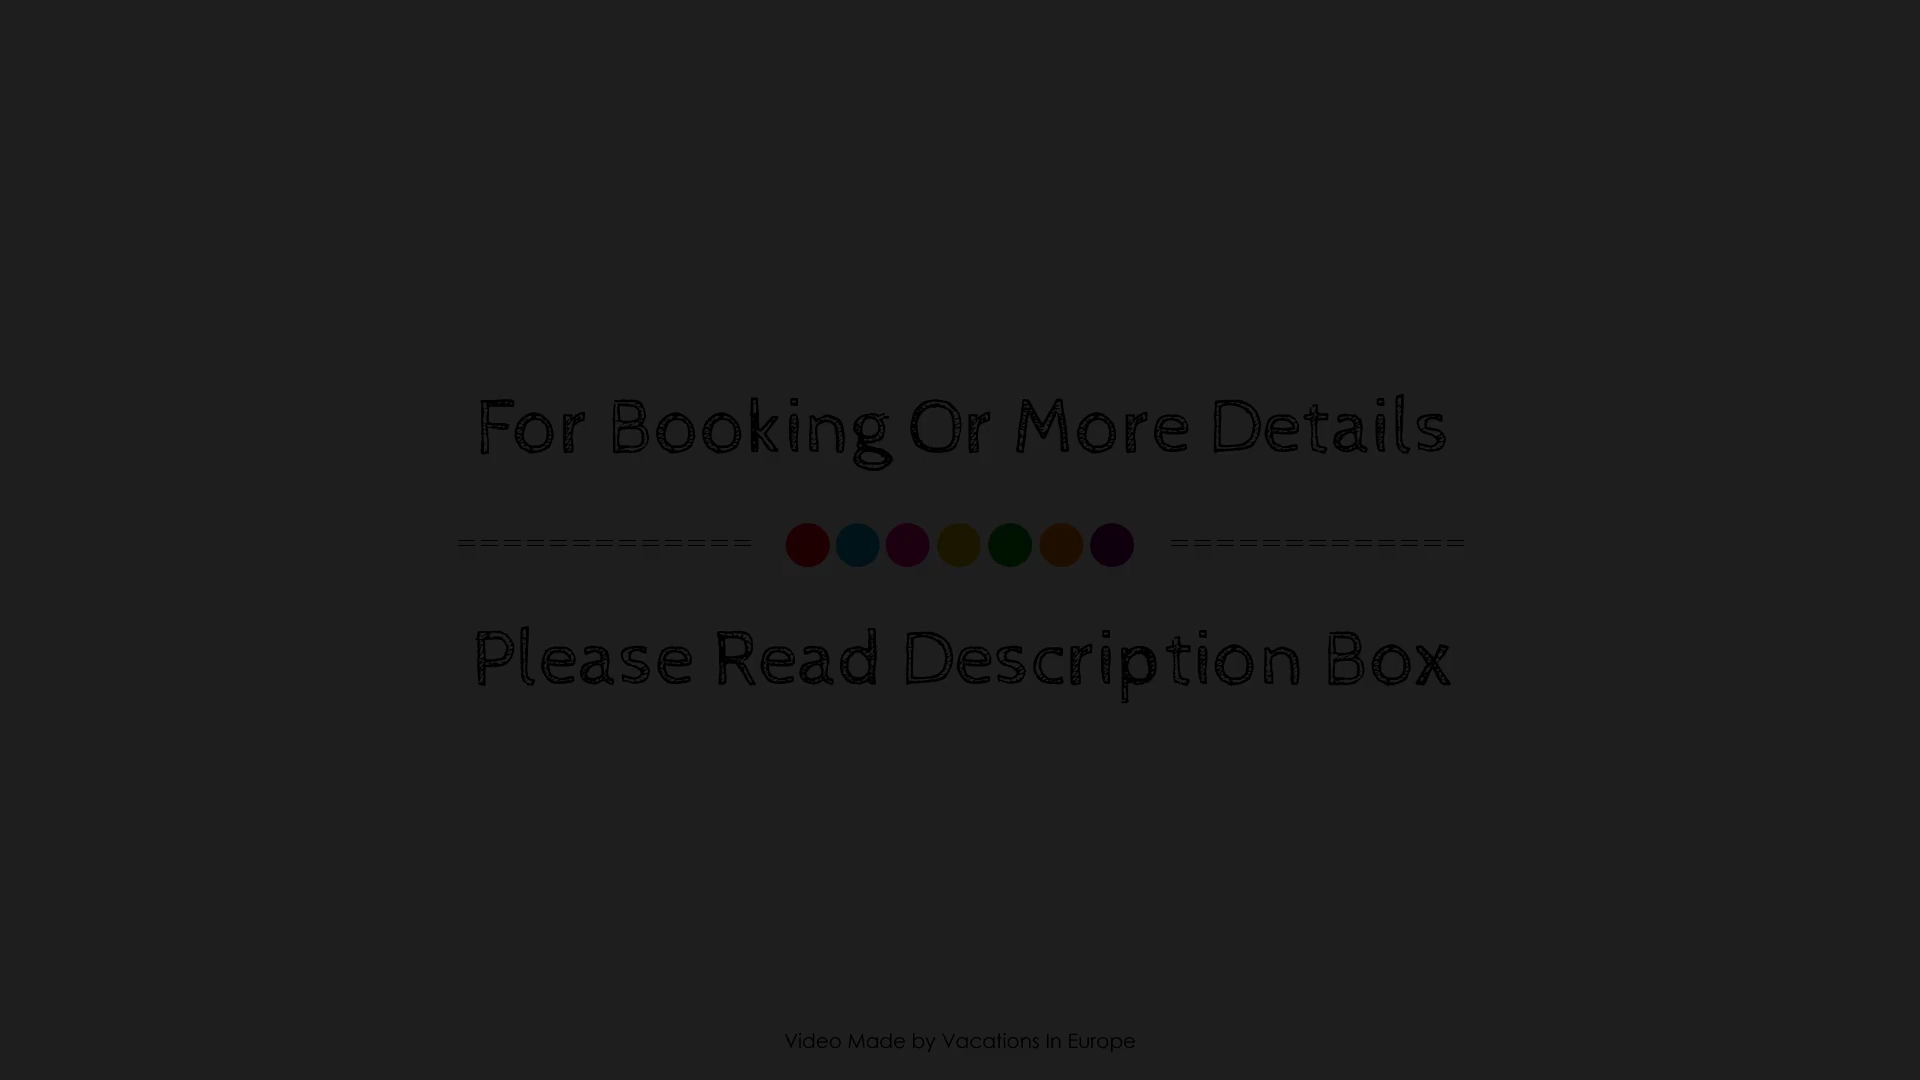 For Booking Or More Details
============= =============
Please Read Description Box
Video Made by Vacations In Europe